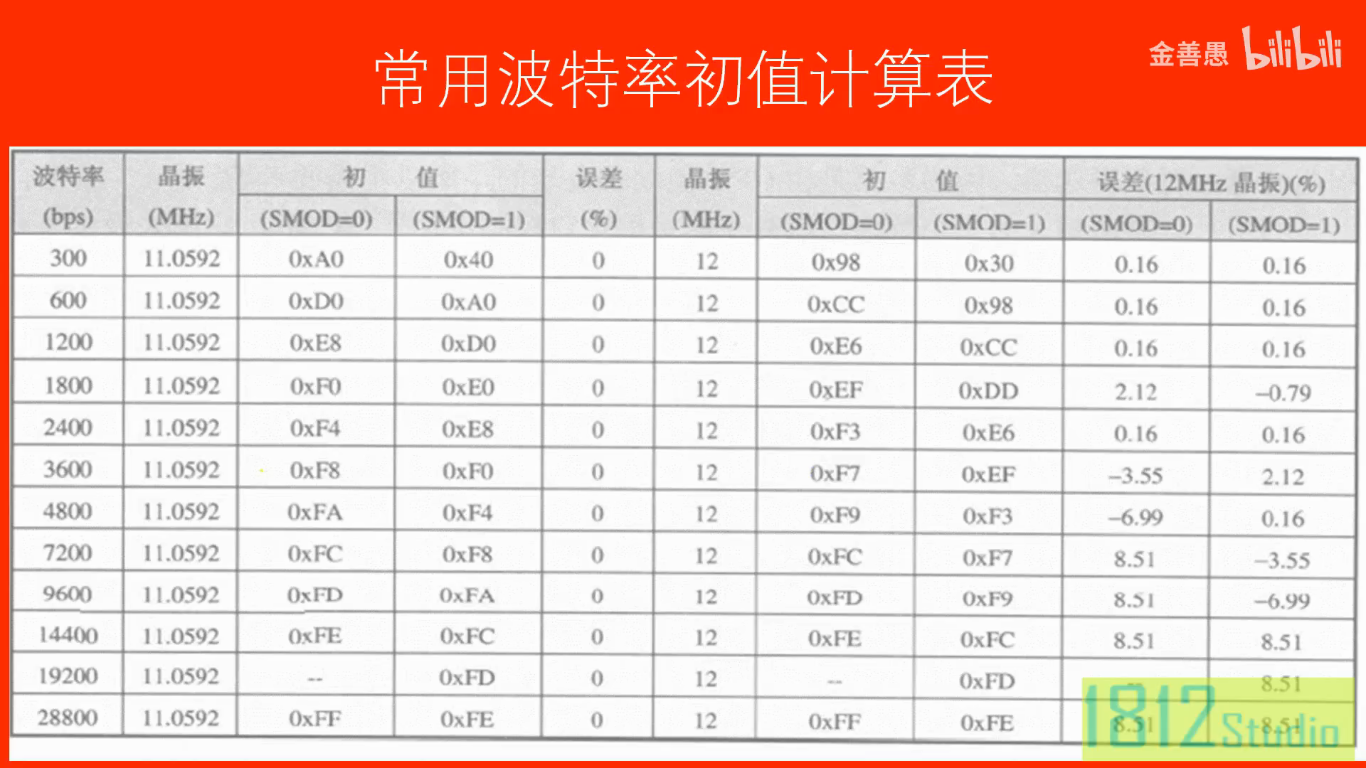 常用波特率初值计算表
金善愚 bilibili
波特率 晶振 初 值 误差 晶振 初 值 误差(12MHz 晶振)(%)
(bps) (MHz) (SMOD=0) (SMOD=1) (%) (MHz) (SMOD=0) (SMOD=1) (SMOD=0) (SMOD=1)
300 11.0592 0xA0 0x40 0 12 0x98 0x30 0.16 0.16
600 11.0592 0xD0 0xA0 0 12 0xCC 0x98 0.16 0.16
1200 11.0592 0xE8 0xD0 0 12 0xE6 0xCC 0.16 0.16
1800 11.0592 0xF0 0xE0 0 12 0xEF 0xDD 2.12 –0.79
2400 11.0592 0xF4 0xE8 0 12 0xF3 0xE6 0.16 0.16
3600 11.0592 0xF8 0xF0 0 12 0xF7 0xEF –3.55 2.12
4800 11.0592 0xFA 0xF4 0 12 0xF9 0xF3 –6.99 0.16
7200 11.0592 0xFC 0xF8 0 12 0xFC 0xF7 8.51 –3.55
9600 11.0592 0xFD 0xFA 0 12 0xFD 0xF9 8.51 –6.99
14400 11.0592 0xFE 0xFC 0 12 0xFE 0xFC 8.51 8.51
19200 11.0592 -- 0xFD 0 12 -- 0xFD -- 8.51
28800 11.0592 0xFF 0xFE 0 12 0xFF 0xFE 8.51 8.51
1812 Studio